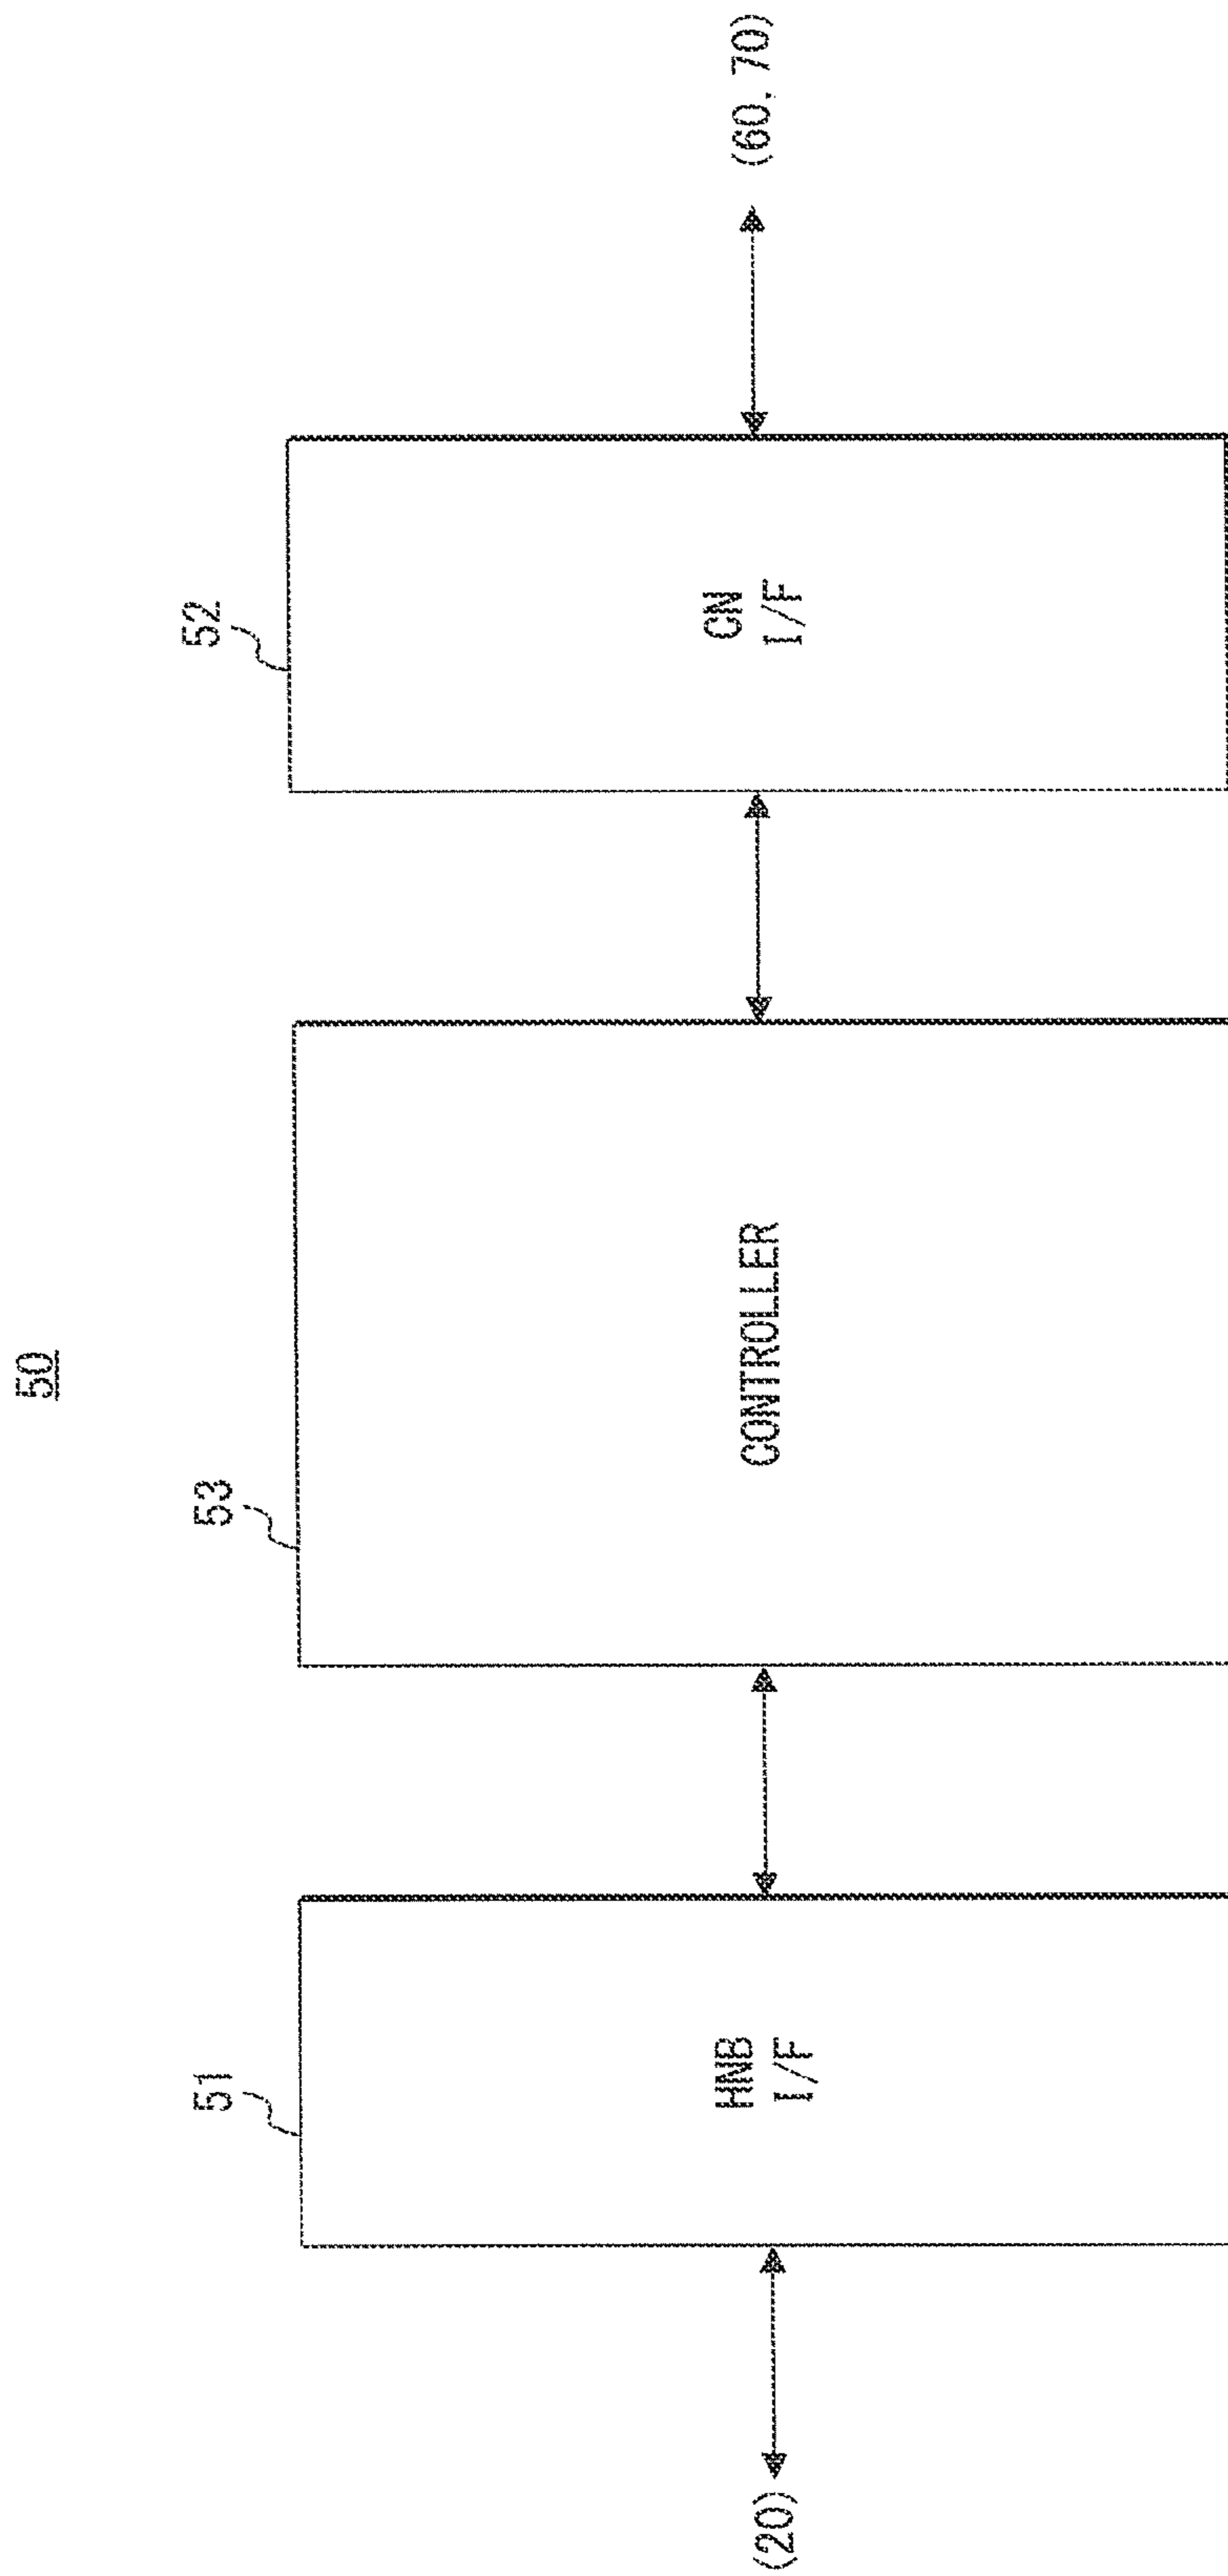 50
51
53
52
(20)
HNB
I/F
CONTROLLER
CN
I/F
(60, 70)